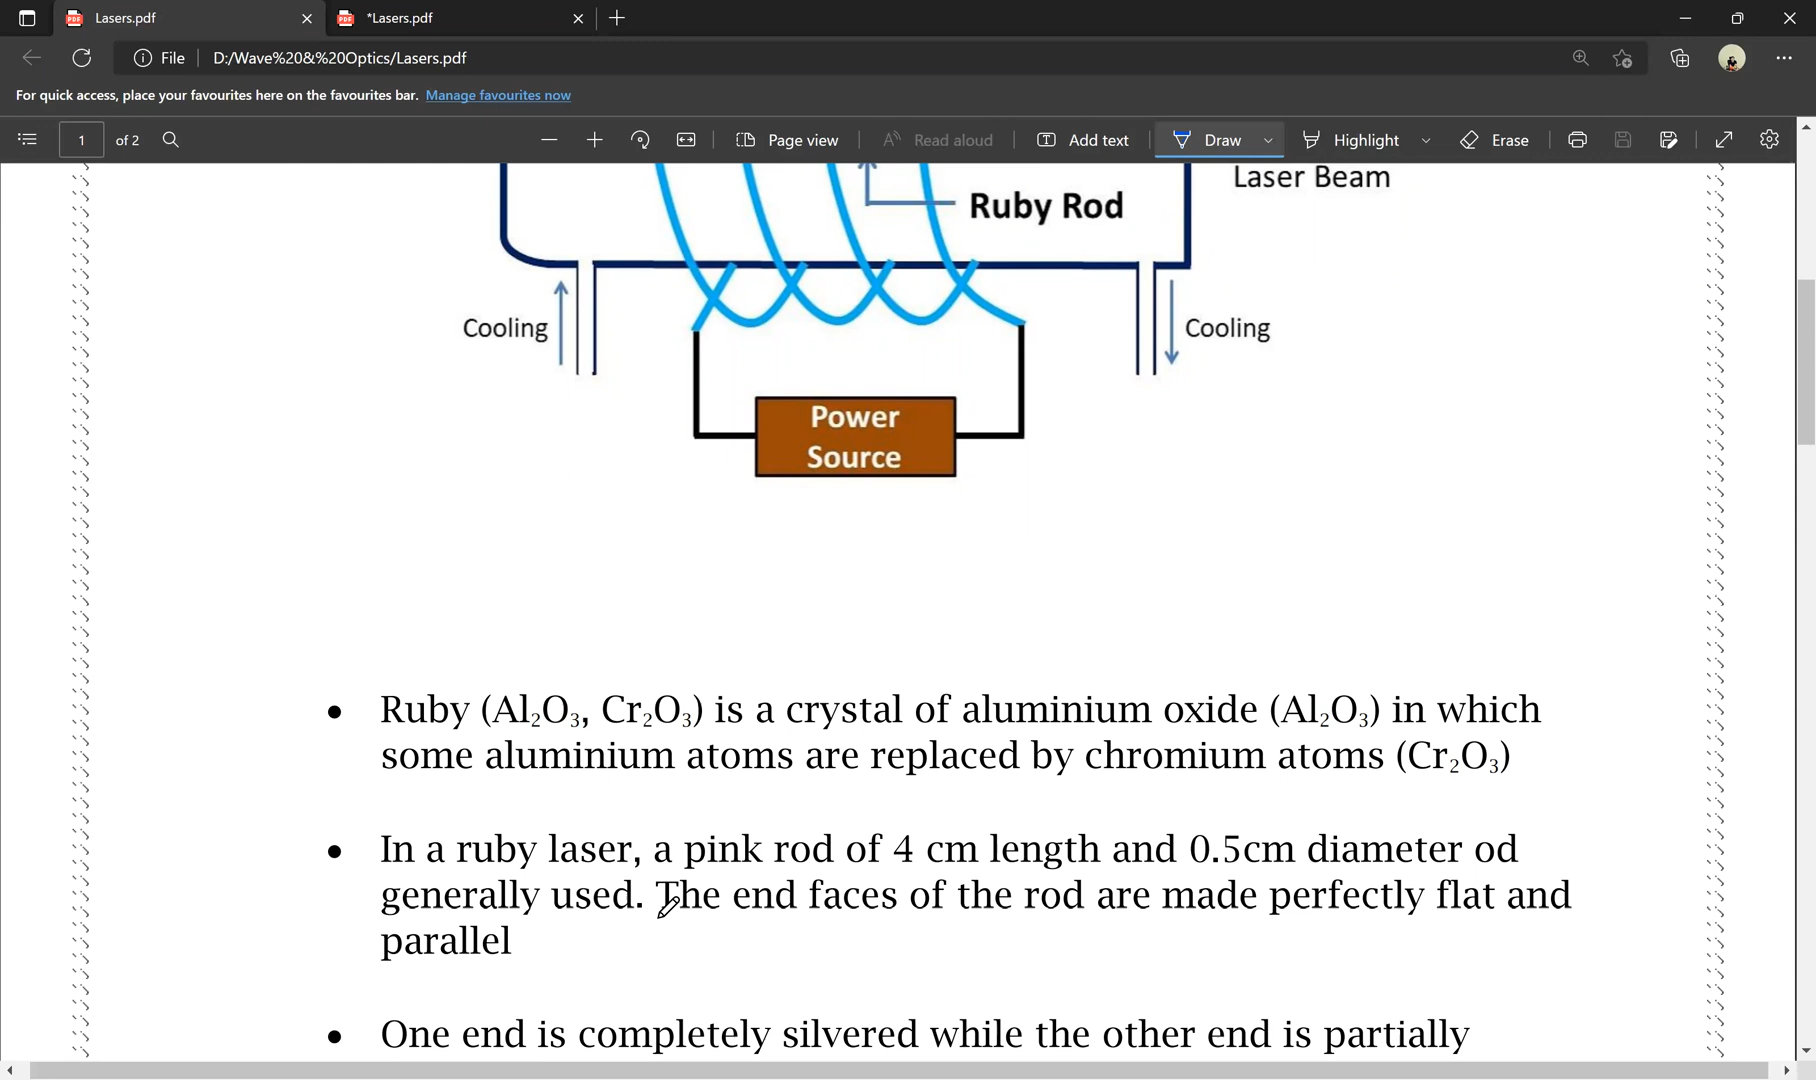 Lasers.pdf
*Lasers.pdf
File
D:/Wave%20&%20Optics/Lasers.pdf
For quick access, place your favourites here on the favourites bar. Manage favourites now
1 of 2
Page view
Read aloud
Add text
Draw
Highlight
Erase
Laser Beam
Ruby Rod
Cooling
Cooling
Power
Source
• Ruby (Al₂O₃, Cr₂O₃) is a crystal of aluminium oxide (Al₂O₃) in which
some aluminium atoms are replaced by chromium atoms (Cr₂O₃)
• In a ruby laser, a pink rod of 4 cm length and 0.5cm diameter od
generally used. The end faces of the rod are made perfectly flat and
parallel
• One end is completely silvered while the other end is partially